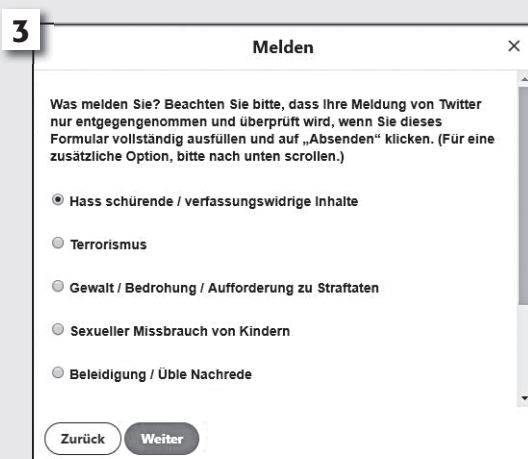 3
Melden
×
Was melden Sie? Beachten Sie bitte, dass Ihre Meldung von Twitter
nur entgegengenommen und überprüft wird, wenn Sie dieses
Formular vollständig ausfüllen und auf „Absenden“ klicken. (Für eine
zusätzliche Option, bitte nach unten scrollen.)
Hass schürende / verfassungswidrige Inhalte
Terrorismus
Gewalt / Bedrohung / Aufforderung zu Straftaten
Sexueller Missbrauch von Kindern
Beleidigung / Üble Nachrede
Zurück Weiter